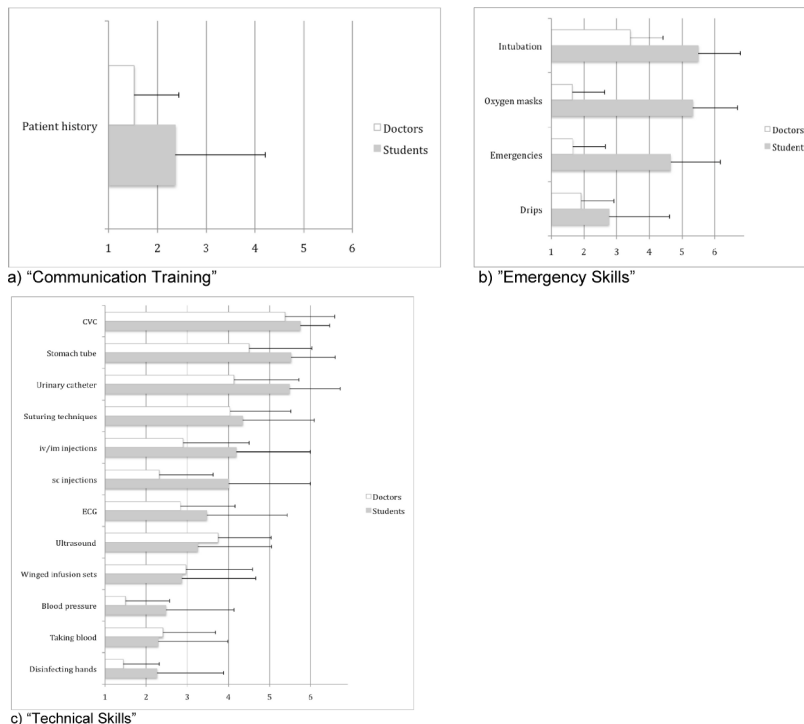 Patient history
Doctors
Students
1 2 3 4 5 6
a) “Communication Training”
Intubation
Oxygen masks
Emergencies
Drips
Doctors
Student
1 2 3 4 5 6
b) ”Emergency Skills”
CVC
Stomach tube
Urinary catheter
Suturing techniques
iv/im injections
sc injections
ECG
Ultrasound
Winged infusion sets
Blood pressure
Taking blood
Disinfecting hands
Doctors
Students
1 2 3 4 5 6
c) “Technical Skills”